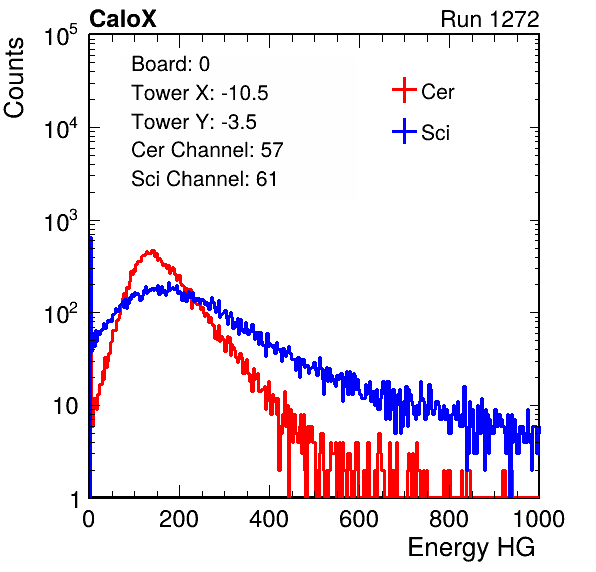 CaloX Run 1272
Counts
10^5
10^4
10^3
10^2
10
1
Board: 0
Tower X: -10.5
Tower Y: -3.5
Cer Channel: 57
Sci Channel: 61
Cer
Sci
0 200 400 600 800 1000
Energy HG